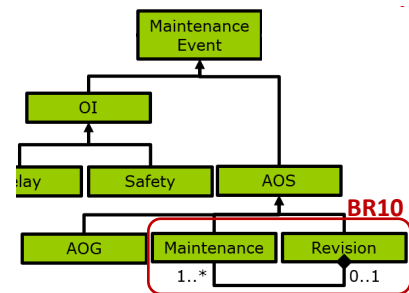 Maintenance
Event
OI
elay
Safety
AOS
BR10
AOG
Maintenance
Revision
1..*
0..1